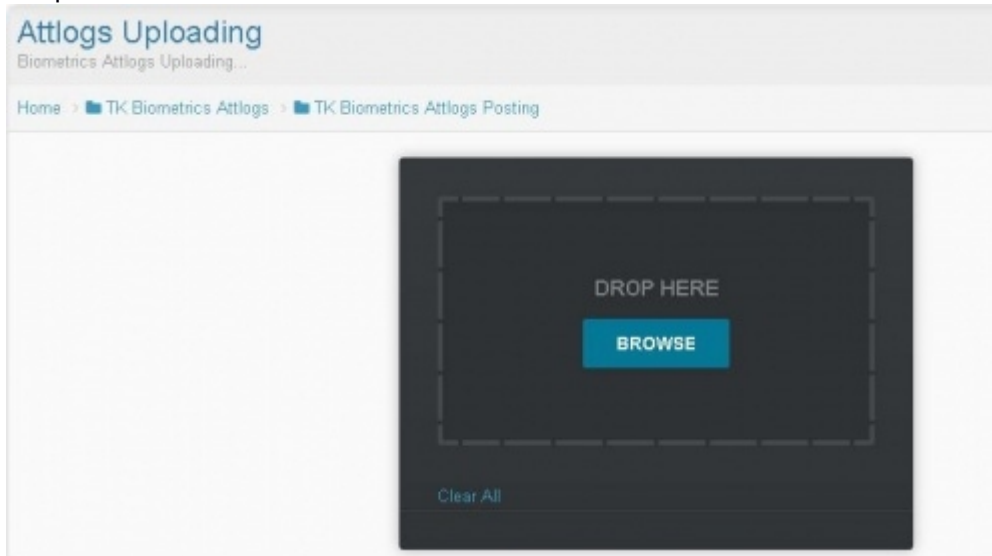 Attlogs Uploading
Biometrics Attlogs Uploading...
Home > TK Biometrics Attlogs > TK Biometrics Attlogs Posting
DROP HERE
BROWSE
Clear All